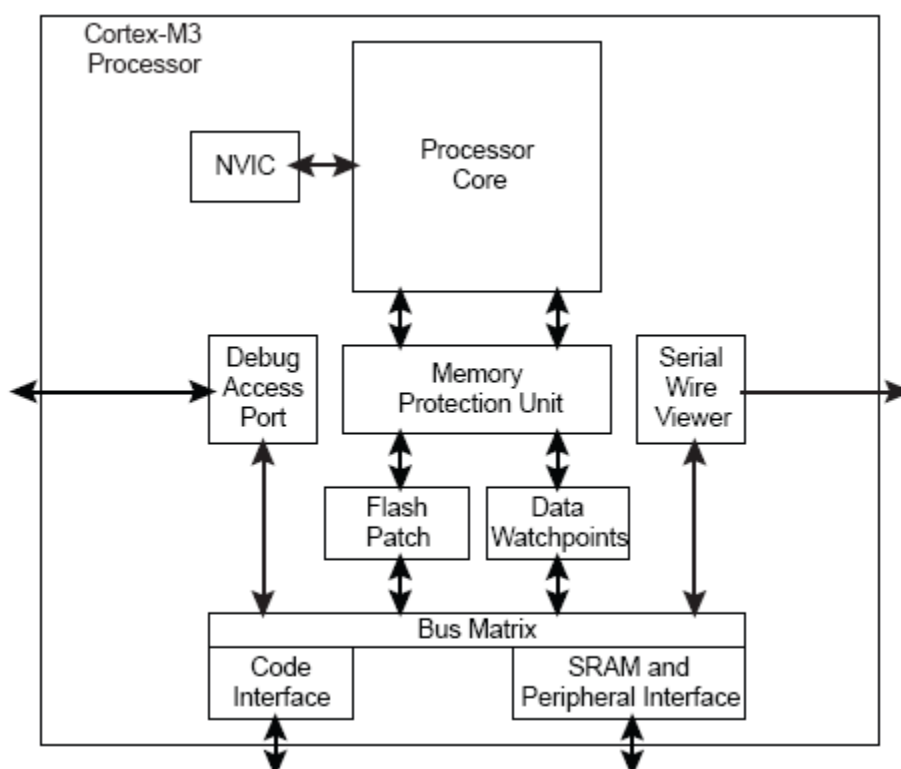 Cortex-M3
Processor
Processor
Core
NVIC
Debug
Access
Port
Memory
Protection Unit
Serial
Wire
Viewer
Flash
Patch
Data
Watchpoints
Bus Matrix
Code
Interface
SRAM and
Peripheral Interface